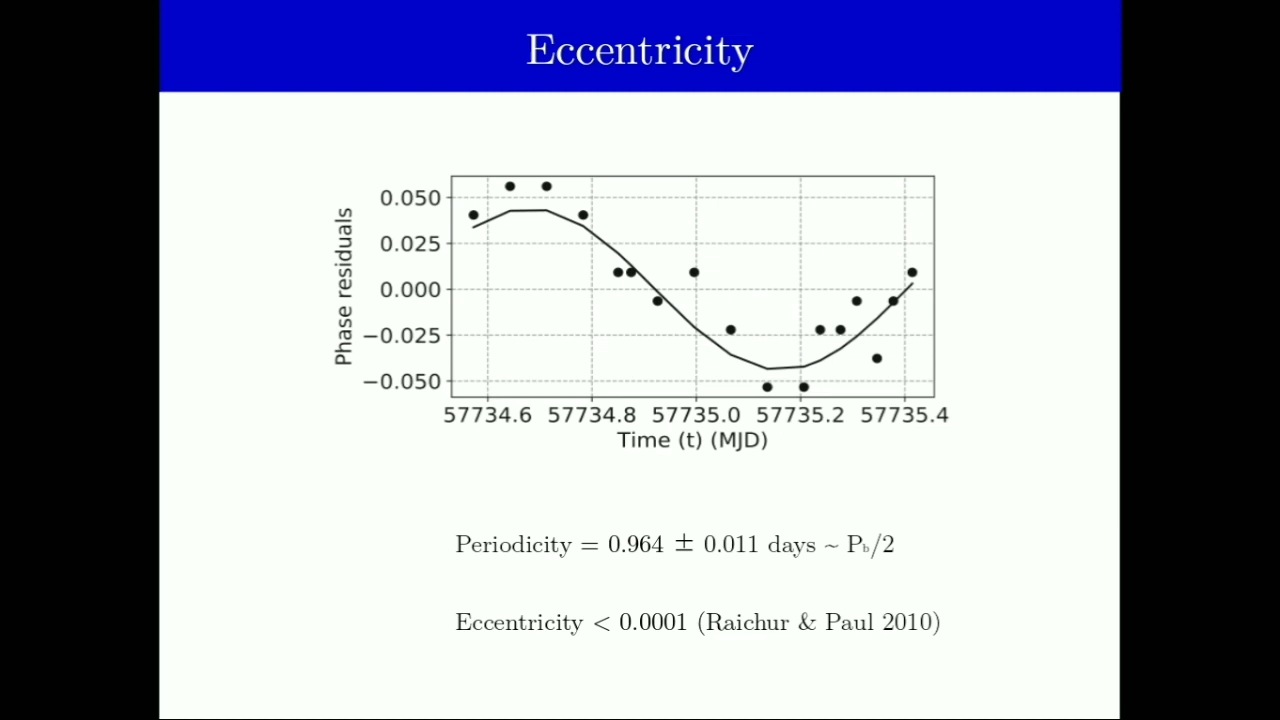 Eccentricity
0.050
0.025
0.000
−0.025
−0.050
Phase residuals
57734.6 57734.8 57735.0 57735.2 57735.4
Time (t) (MJD)
Periodicity = 0.964 ± 0.011 days ~ Pb/2
Eccentricity < 0.0001 (Raichur & Paul 2010)